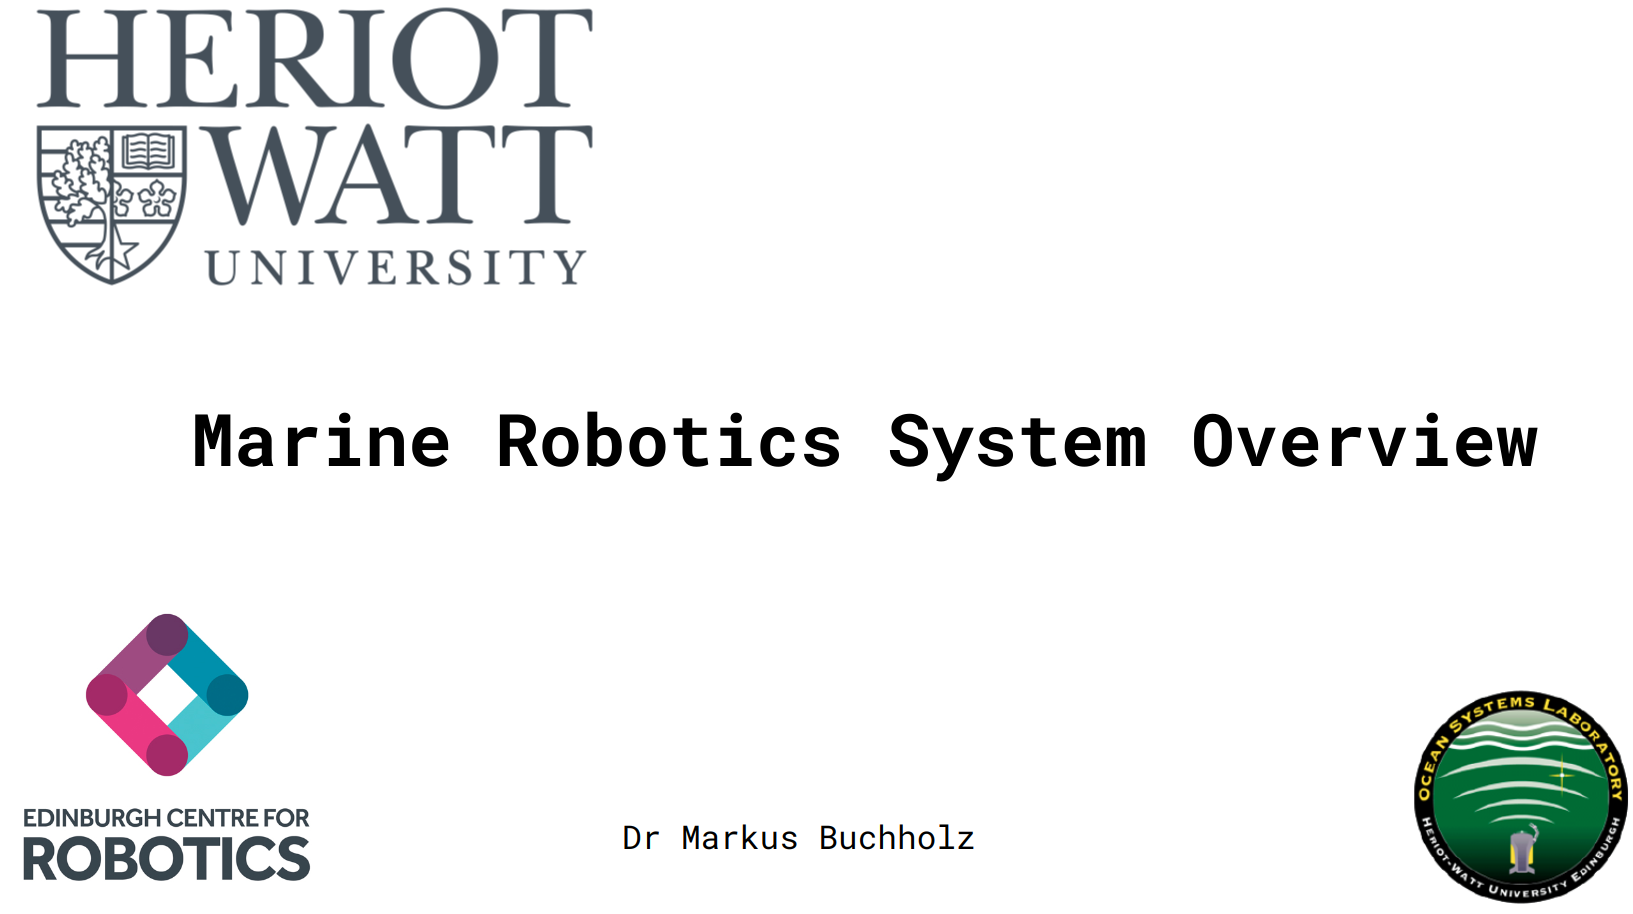 HERIOT
WATT
UNIVERSITY
Marine Robotics System Overview
EDINBURGH CENTRE FOR
ROBOTICS
Dr Markus Buchholz
OCEAN SYSTEMS LABORATORY
HERIOT-WATT UNIVERSITY EDINBURGH